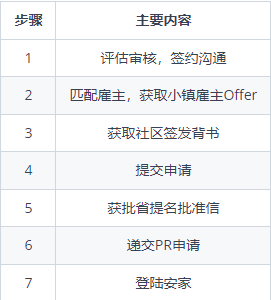 步骤 主要内容
1 评估审核，签约沟通
2 匹配雇主，获取小镇雇主Offer
3 获取社区签发背书
4 提交申请
5 获批省提名批准信
6 递交PR申请
7 登陆安家